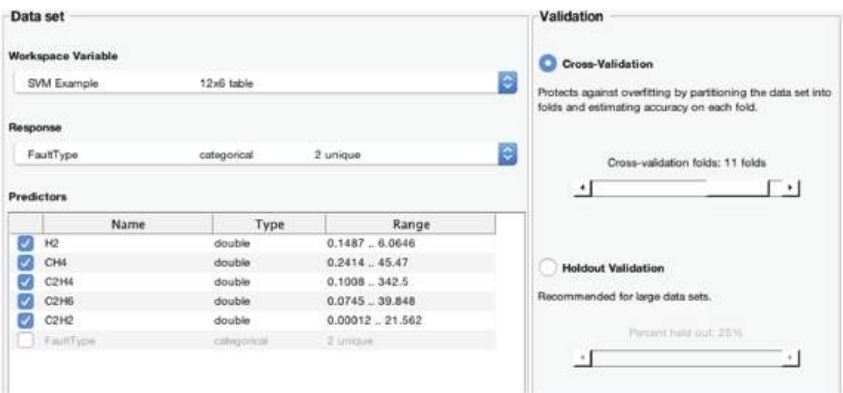 Data set
Workspace Variable
SVM Example 12x6 table
Response
FaultType categorical 2 unique
Predictors
Name Type Range
H2 double 0.1487 .. 6.0646
CH4 double 0.2414 .. 45.47
C2H4 double 0.1008 .. 342.5
C2H6 double 0.0745 .. 39.848
C2H2 double 0.00012 .. 21.562
FaultType categorical 2 unique
Validation
Cross-Validation
Protects against overfitting by partitioning the data set into
folds and estimating accuracy on each fold.
Cross-validation folds: 11 folds
Holdout Validation
Recommended for large data sets.
Percent held out: 25%